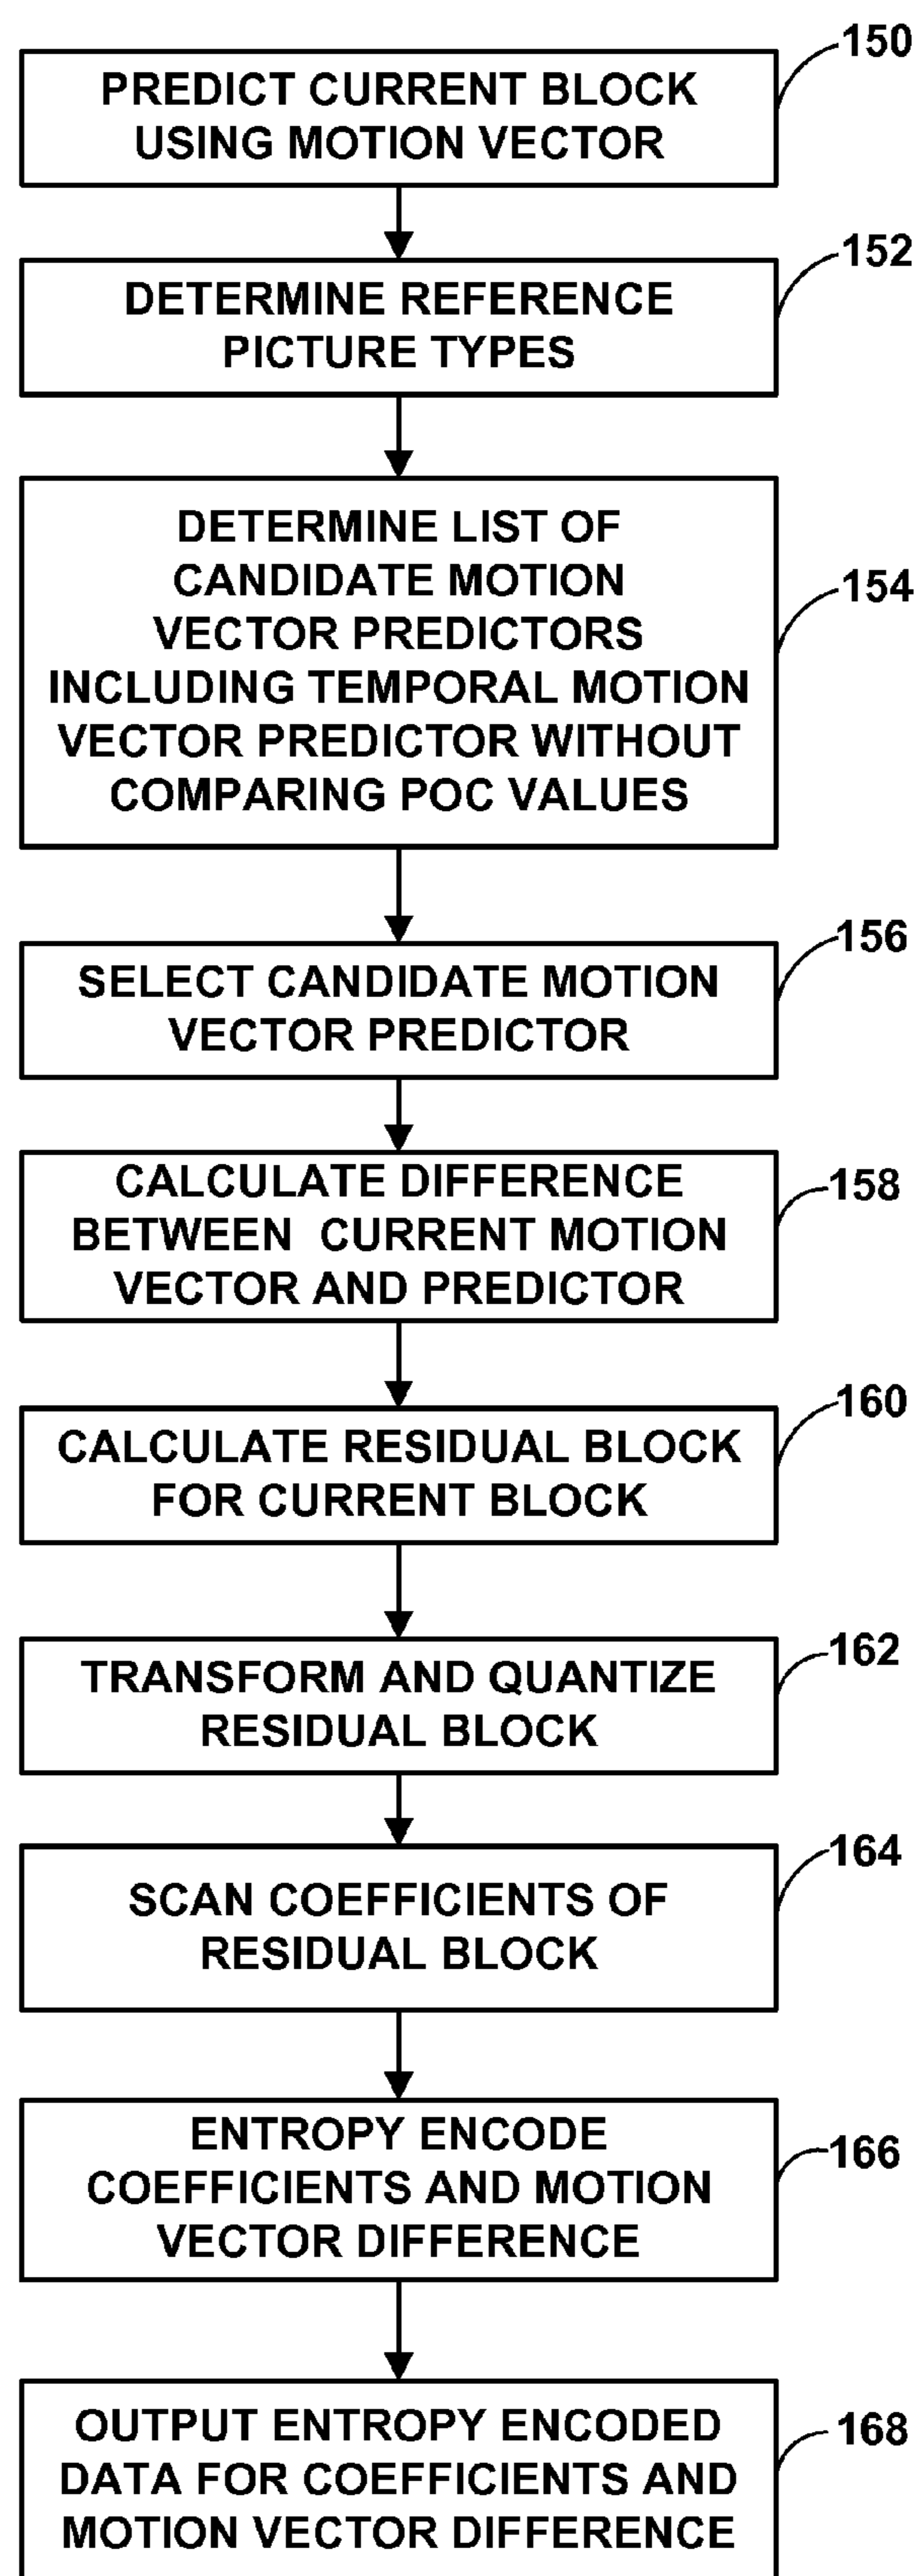 150
PREDICT CURRENT BLOCK
USING MOTION VECTOR
152
DETERMINE REFERENCE
PICTURE TYPES
154
DETERMINE LIST OF
CANDIDATE MOTION
VECTOR PREDICTORS
INCLUDING TEMPORAL MOTION
VECTOR PREDICTOR WITHOUT
COMPARING POC VALUES
156
SELECT CANDIDATE MOTION
VECTOR PREDICTOR
158
CALCULATE DIFFERENCE
BETWEEN CURRENT MOTION
VECTOR AND PREDICTOR
160
CALCULATE RESIDUAL BLOCK
FOR CURRENT BLOCK
162
TRANSFORM AND QUANTIZE
RESIDUAL BLOCK
164
SCAN COEFFICIENTS OF
RESIDUAL BLOCK
166
ENTROPY ENCODE
COEFFICIENTS AND MOTION
VECTOR DIFFERENCE
168
OUTPUT ENTROPY ENCODED
DATA FOR COEFFICIENTS AND
MOTION VECTOR DIFFERENCE